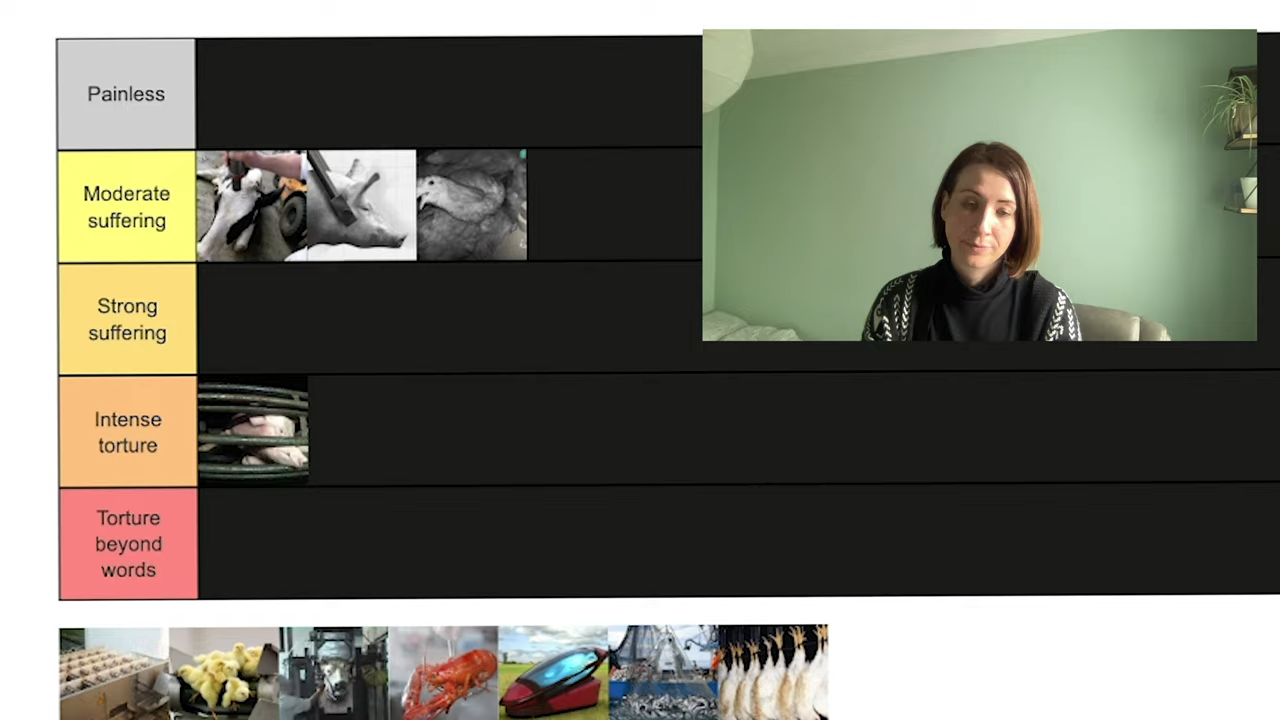 Painless
Moderate
suffering
Strong
suffering
Intense
torture
Torture
beyond
words